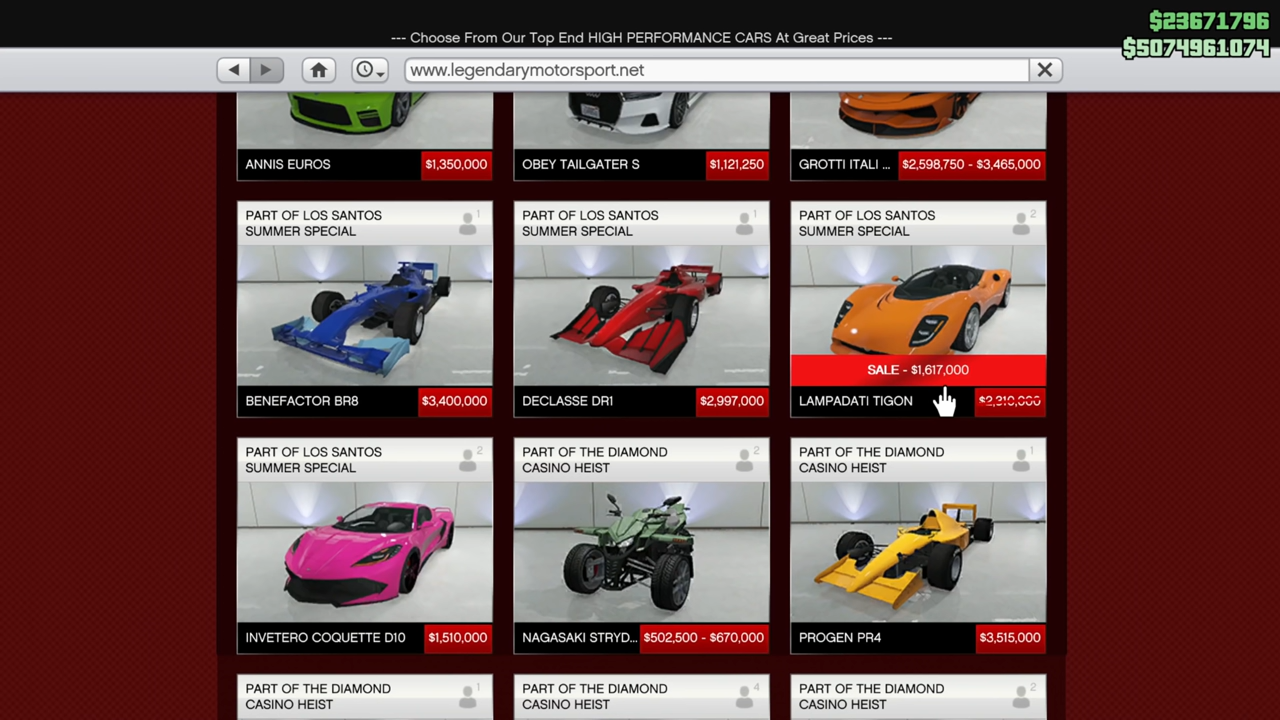 --- Choose From Our Top End HIGH PERFORMANCE CARS At Great Prices ---
$23671796
$5074961074
www.legendarymotorsport.net
ANNIS EUROS
$1,350,000
OBEY TAILGATER S
$1,121,250
GROTTI ITALI ...
$2,598,750 - $3,465,000
PART OF LOS SANTOS
SUMMER SPECIAL
1
BENEFACTOR BR8
$3,400,000
PART OF LOS SANTOS
SUMMER SPECIAL
1
DECLASSE DR1
$2,997,000
PART OF LOS SANTOS
SUMMER SPECIAL
2
SALE - $1,617,000
LAMPADATI TIGON
$2,310,000
PART OF LOS SANTOS
SUMMER SPECIAL
2
INVETERO COQUETTE D10
$1,510,000
PART OF THE DIAMOND
CASINO HEIST
2
NAGASAKI STRYD...
$502,500 - $670,000
PART OF THE DIAMOND
CASINO HEIST
1
PROGEN PR4
$3,515,000
PART OF THE DIAMOND
CASINO HEIST
1
PART OF THE DIAMOND
CASINO HEIST
4
PART OF THE DIAMOND
CASINO HEIST
2